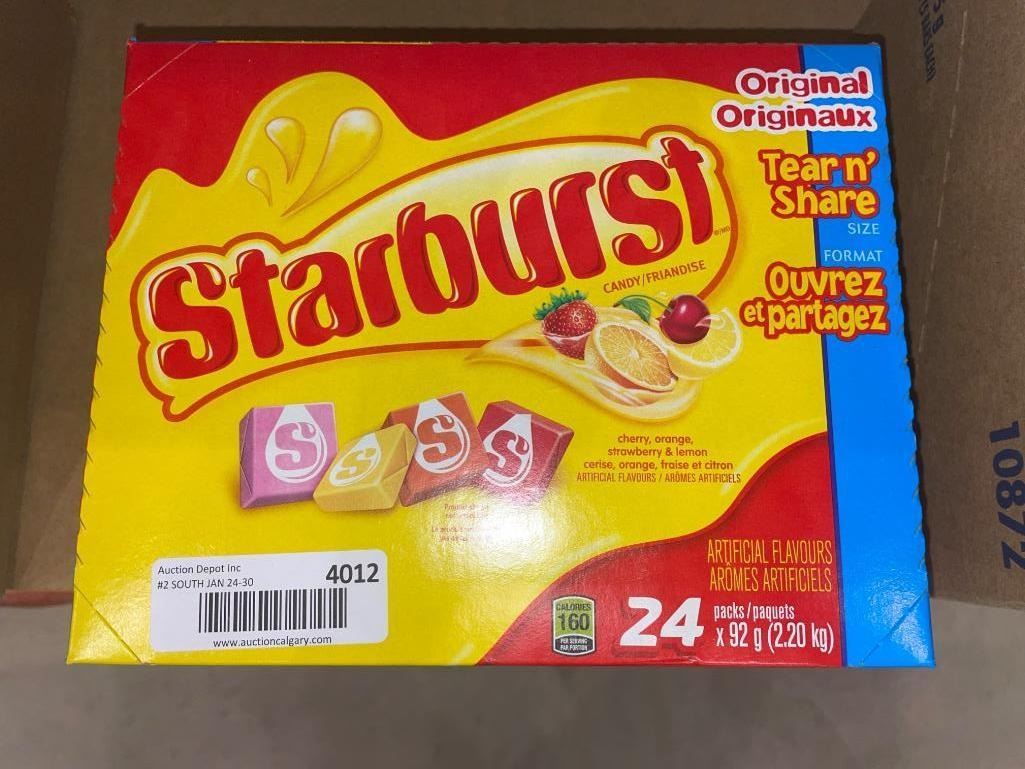 Original
Originaux
Tear n'
Share
SIZE
FORMAT
Ouvrez
et partagez
Starburst
CANDY/FRIANDISE
S
S
S
S
cherry, orange,
strawberry & lemon
cerise, orange, fraise et citron
ARTIFICIAL FLAVOURS / ARÔMES ARTIFICIELS
ARTIFICIAL FLAVOURS
ARÔMES ARTIFICIELS
CALORIES
160
PER SERVING
PAR PORTION
24 packs/paquets
x 92 g (2.20 kg)
Auction Depot Inc
#2 SOUTH JAN 24-30
4012
www.auctioncalgary.com
10872